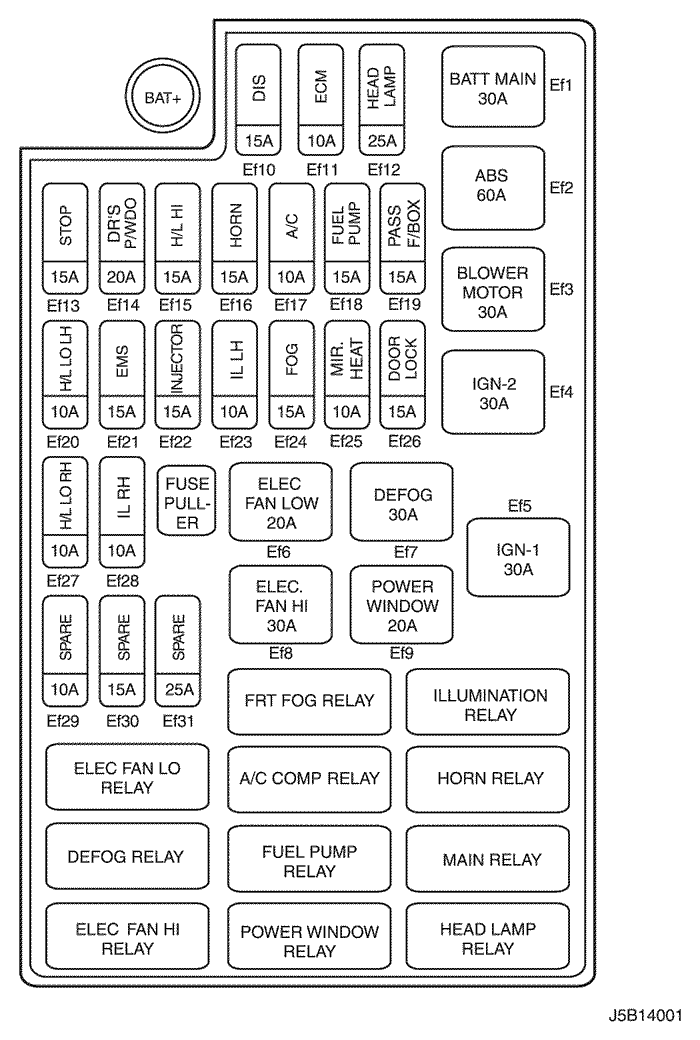 BAT+
DIS
15A
Ef10
ECM
10A
Ef11
HEAD
LAMP
25A
Ef12
BATT MAIN
30A
Ef1
ABS
60A
Ef2
STOP
15A
Ef13
DR'S
P/WDO
20A
Ef14
H/L HI
15A
Ef15
HORN
15A
Ef16
A/C
10A
Ef17
FUEL
PUMP
15A
Ef18
PASS
F/BOX
15A
Ef19
BLOWER
MOTOR
30A
Ef3
H/L LO LH
10A
Ef20
EMS
15A
Ef21
INJECTOR
15A
Ef22
IL LH
10A
Ef23
FOG
15A
Ef24
MIR.
HEAT
10A
Ef25
DOOR
LOCK
15A
Ef26
IGN-2
30A
Ef4
H/L LO RH
10A
Ef27
IL RH
10A
Ef28
FUSE
PULL-
ER
ELEC
FAN LOW
20A
Ef6
DEFOG
30A
Ef7
Ef5
IGN-1
30A
ELEC.
FAN HI
30A
Ef8
POWER
WINDOW
20A
Ef9
SPARE
10A
Ef29
SPARE
15A
Ef30
SPARE
25A
Ef31
FRT FOG RELAY
ILLUMINATION
RELAY
ELEC FAN LO
RELAY
A/C COMP RELAY
HORN RELAY
DEFOG RELAY
FUEL PUMP
RELAY
MAIN RELAY
ELEC FAN HI
RELAY
POWER WINDOW
RELAY
HEAD LAMP
RELAY
J5B14001